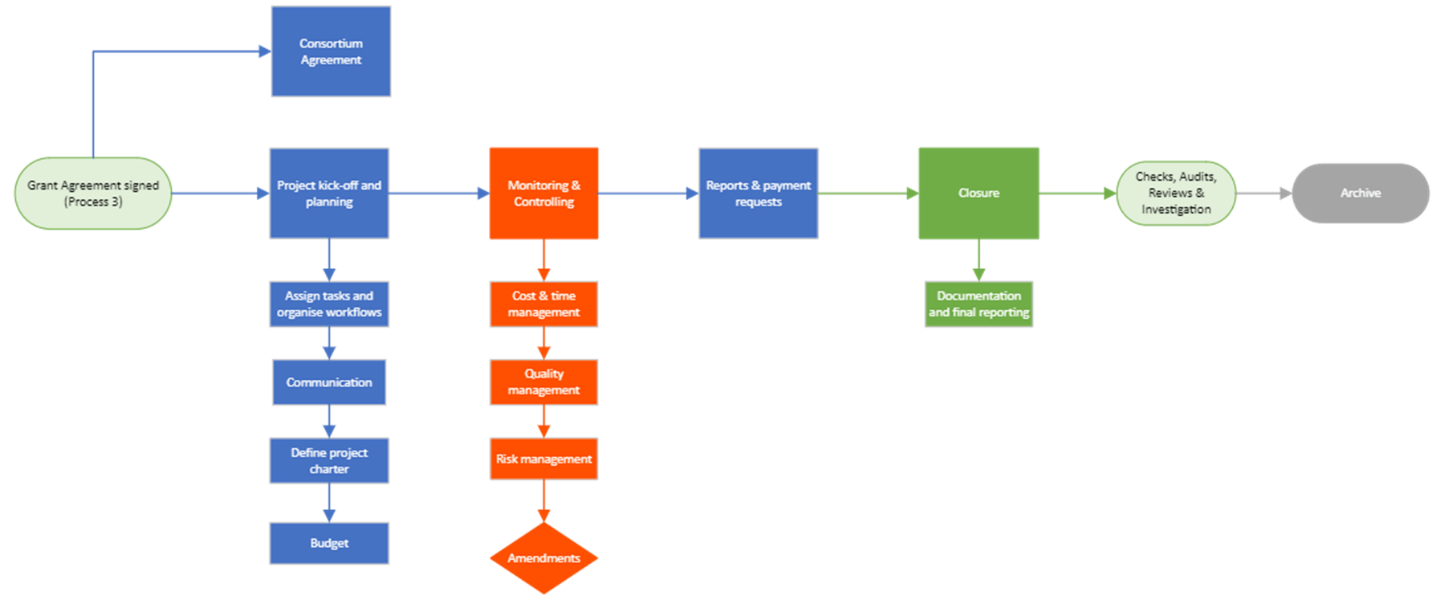 Consortium
Agreement
Grant Agreement signed
(Process 3)
Project kick-off and
planning
Monitoring &
Controlling
Reports & payment
requests
Closure
Checks, Audits,
Reviews &
Investigation
Archive
Assign tasks and
organise workflows
Cost & time
management
Documentation
and final reporting
Communication
Quality
management
Define project
charter
Risk management
Budget
Amendments